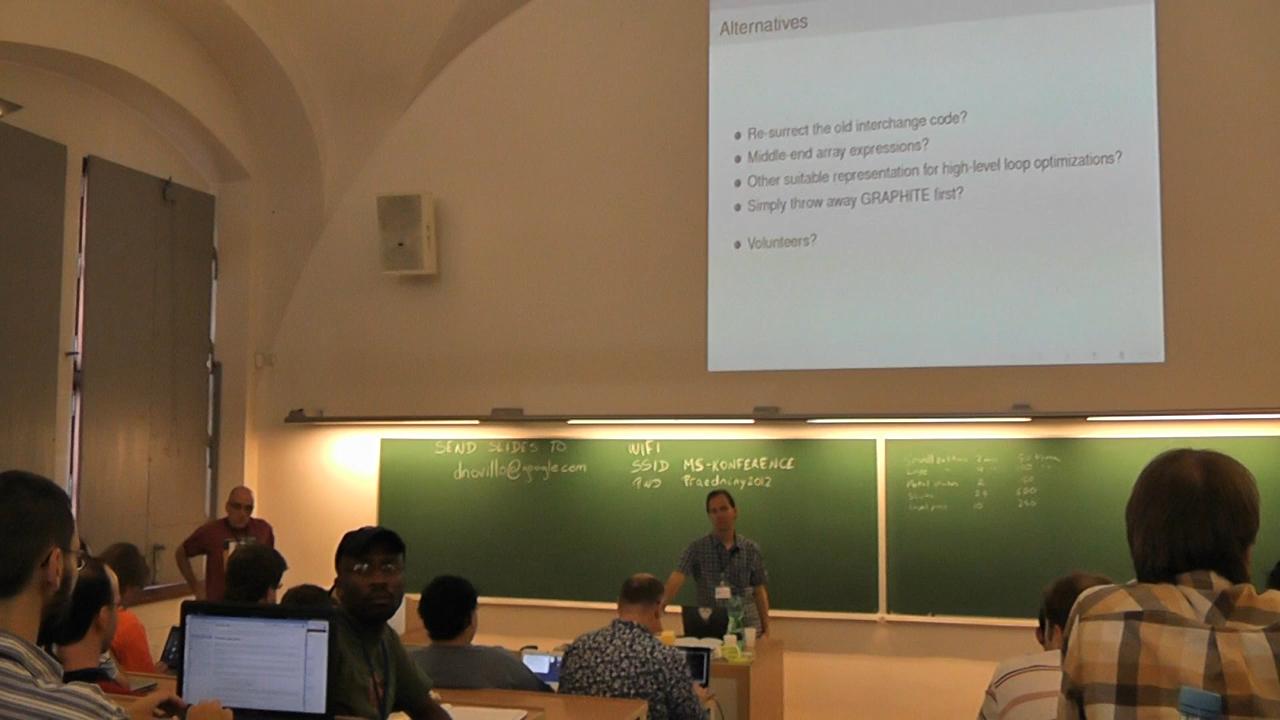 Alternatives
Re-surrect the old interchange code?
Middle-end array expressions?
Other suitable representation for high-level loop optimizations?
Simply throw away GRAPHITE first?
Volunteers?
SEND SLIDES TO
dnovillo@google.com
WIFI
SSID MS-KONFERENCE
PWD Praedniny2012